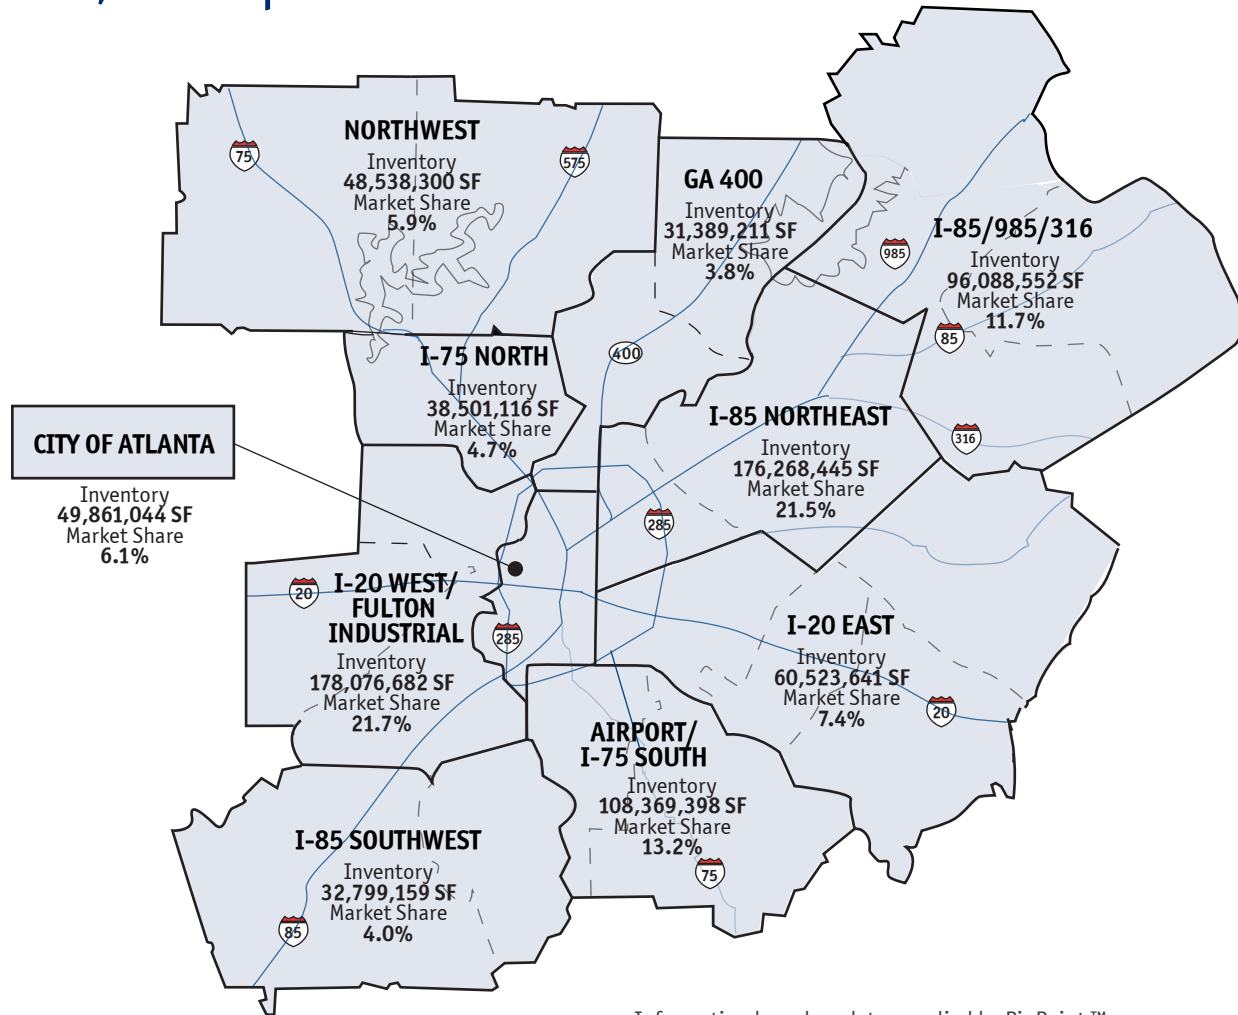 NORTHWEST
Inventory
48,538,300 SF
Market Share
5.9%
75
575
GA 400
Inventory
31,389,211 SF
Market Share
3.8%
400
I-85/985/316
Inventory
96,088,552 SF
Market Share
11.7%
985
85
316
I-75 NORTH
Inventory
38,501,116 SF
Market Share
4.7%
I-85 NORTHEAST
Inventory
176,268,445 SF
Market Share
21.5%
285
CITY OF ATLANTA
Inventory
49,861,044 SF
Market Share
6.1%
20
I-20 WEST/
FULTON
INDUSTRIAL
Inventory
178,076,682 SF
Market Share
21.7%
285
I-20 EAST
Inventory
60,523,641 SF
Market Share
7.4%
20
AIRPORT/
I-75 SOUTH
Inventory
108,369,398 SF
Market Share
13.2%
75
I-85 SOUTHWEST
Inventory
32,799,159 SF
Market Share
4.0%
85